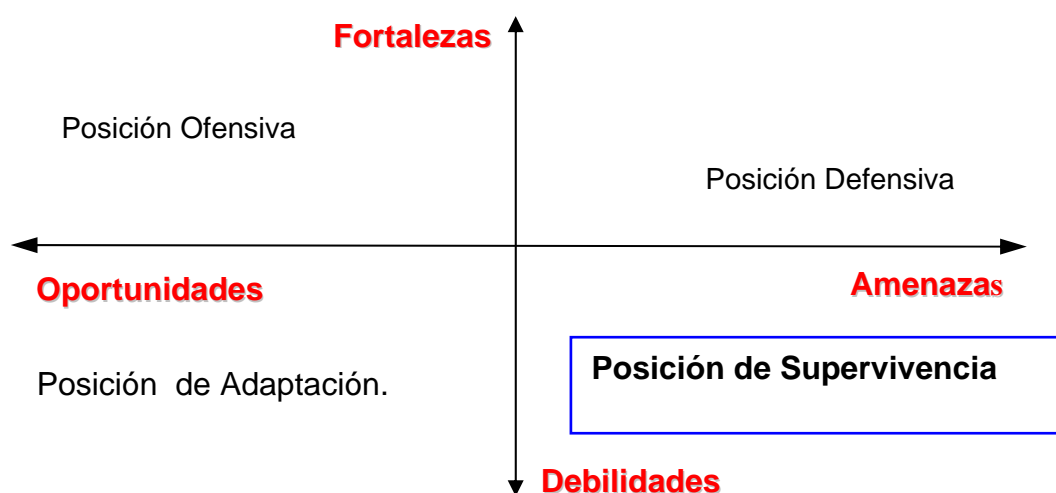 Fortalezas
Posición Ofensiva
Posición Defensiva
Oportunidades
Amenazas
Posición de Supervivencia
Posición de Adaptación.
Debilidades